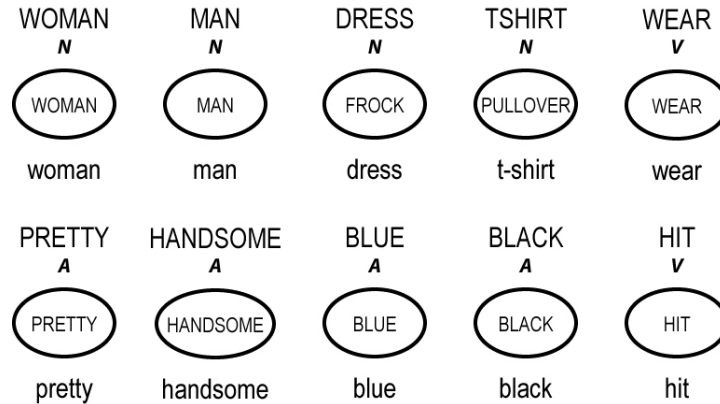 WOMAN MAN DRESS TSHIRT WEAR
N N N N V
WOMAN MAN FROCK PULLOVER WEAR
woman man dress t-shirt wear
PRETTY HANDSOME BLUE BLACK HIT
A A A A V
PRETTY HANDSOME BLUE BLACK HIT
pretty handsome blue black hit